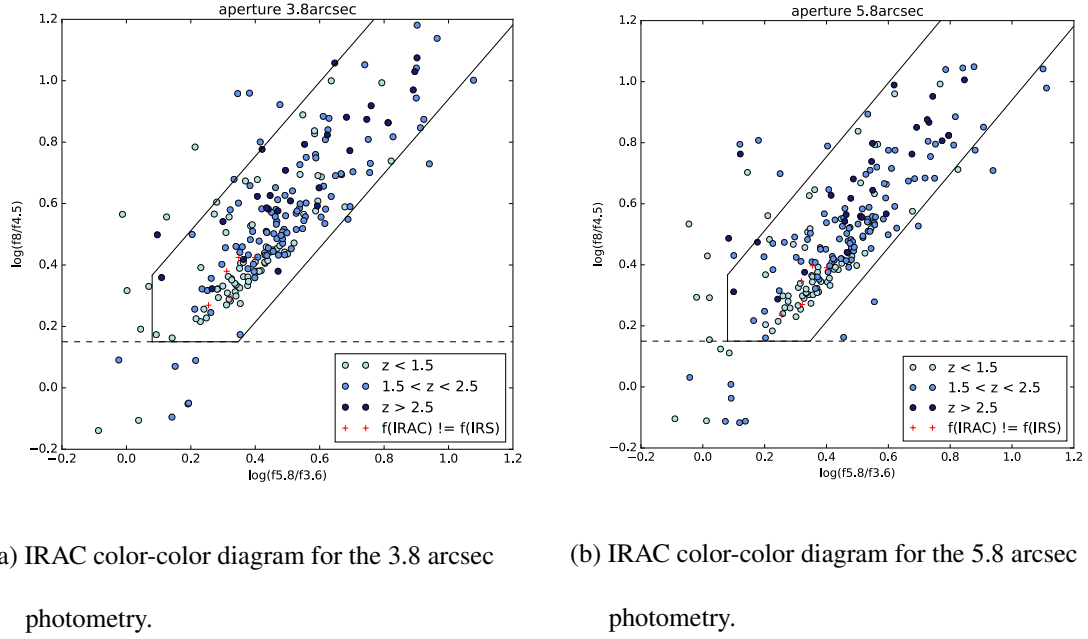 aperture 3.8arcsec
1.2
1.0
0.8
0.6
0.4
0.2
0.0
−0.2
log(f8/f4.5)
−0.2 0.0 0.2 0.4 0.6 0.8 1.0 1.2
log(f5.8/f3.6)
z < 1.5
1.5 < z < 2.5
z > 2.5
f(IRAC) != f(IRS)
aperture 5.8arcsec
1.2
1.0
0.8
0.6
0.4
0.2
0.0
−0.2
log(f8/f4.5)
−0.2 0.0 0.2 0.4 0.6 0.8 1.0 1.2
log(f5.8/f3.6)
z < 1.5
1.5 < z < 2.5
z > 2.5
f(IRAC) != f(IRS)
a) IRAC color-color diagram for the 3.8 arcsec
photometry.
(b) IRAC color-color diagram for the 5.8 arcsec
photometry.